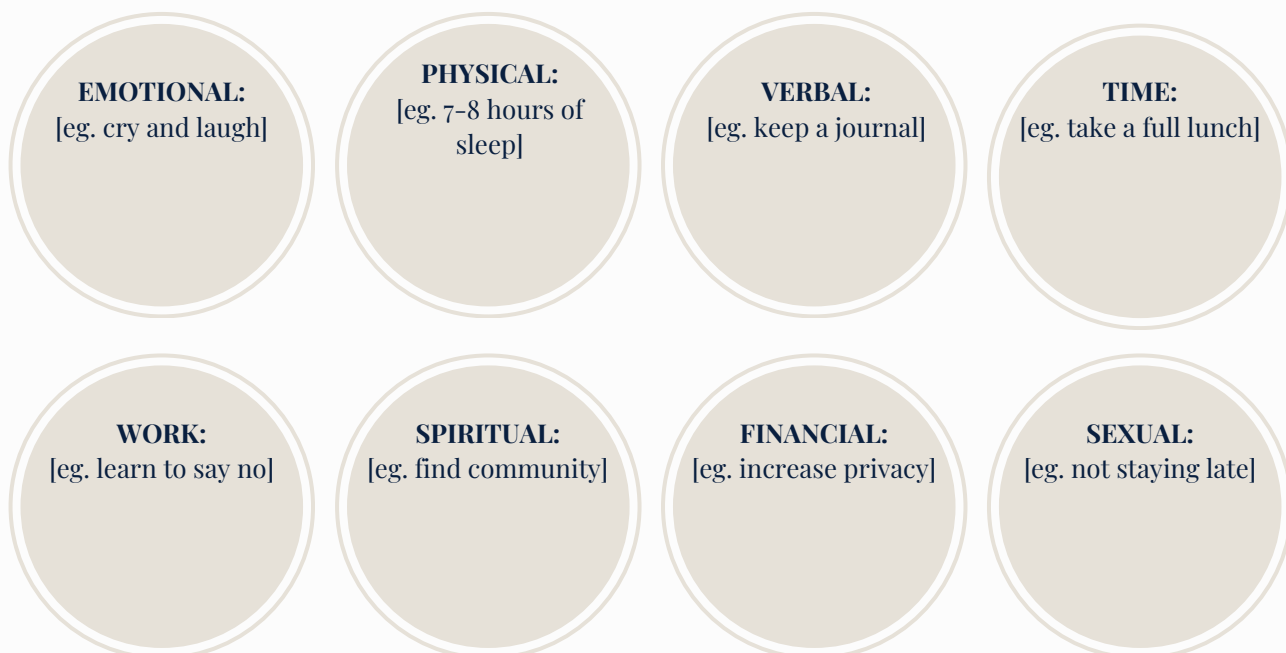 EMOTIONAL:
[eg. cry and laugh]
PHYSICAL:
[eg. 7-8 hours of
sleep]
VERBAL:
[eg. keep a journal]
TIME:
[eg. take a full lunch]
WORK:
[eg. learn to say no]
SPIRITUAL:
[eg. find community]
FINANCIAL:
[eg. increase privacy]
SEXUAL:
[eg. not staying late]